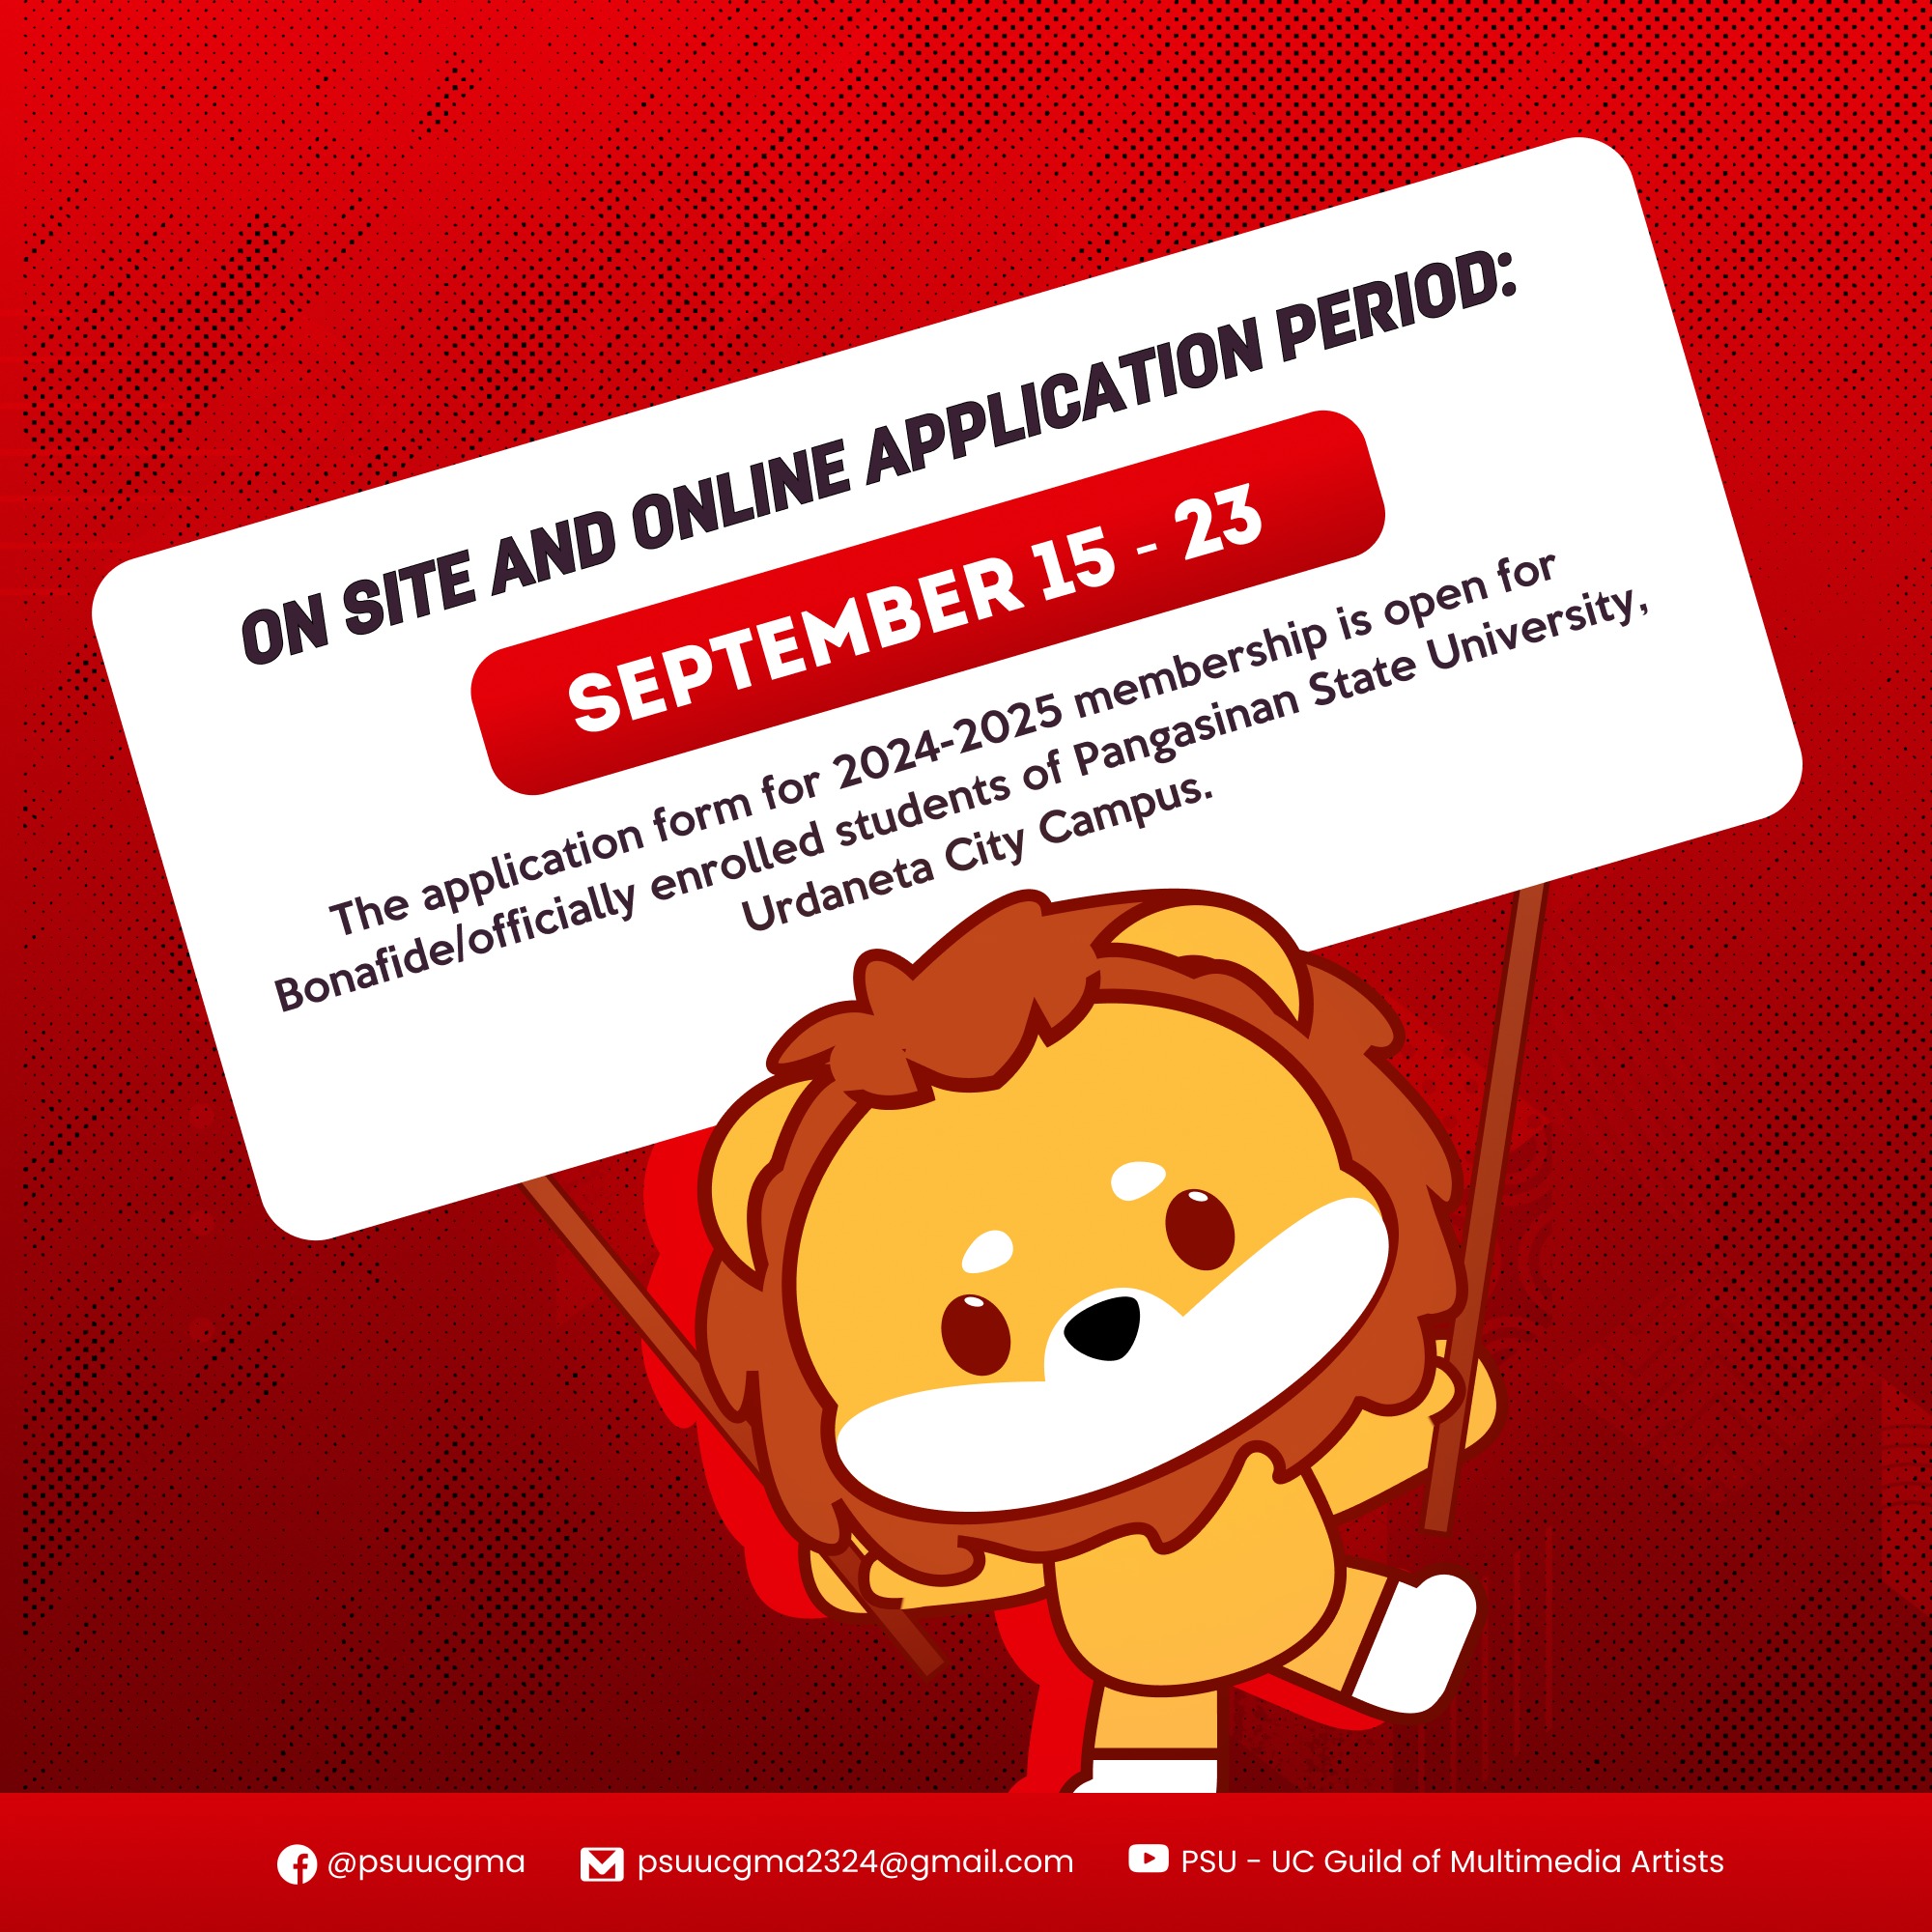 ON SITE AND ONLINE APPLICATION PERIOD:
SEPTEMBER 15 - 23
The application form for 2024-2025 membership is open for
Bonafide/officially enrolled students of Pangasinan State University,
Urdaneta City Campus.
@psuucgma
psuucgma2324@gmail.com
PSU - UC Guild of Multimedia Artists